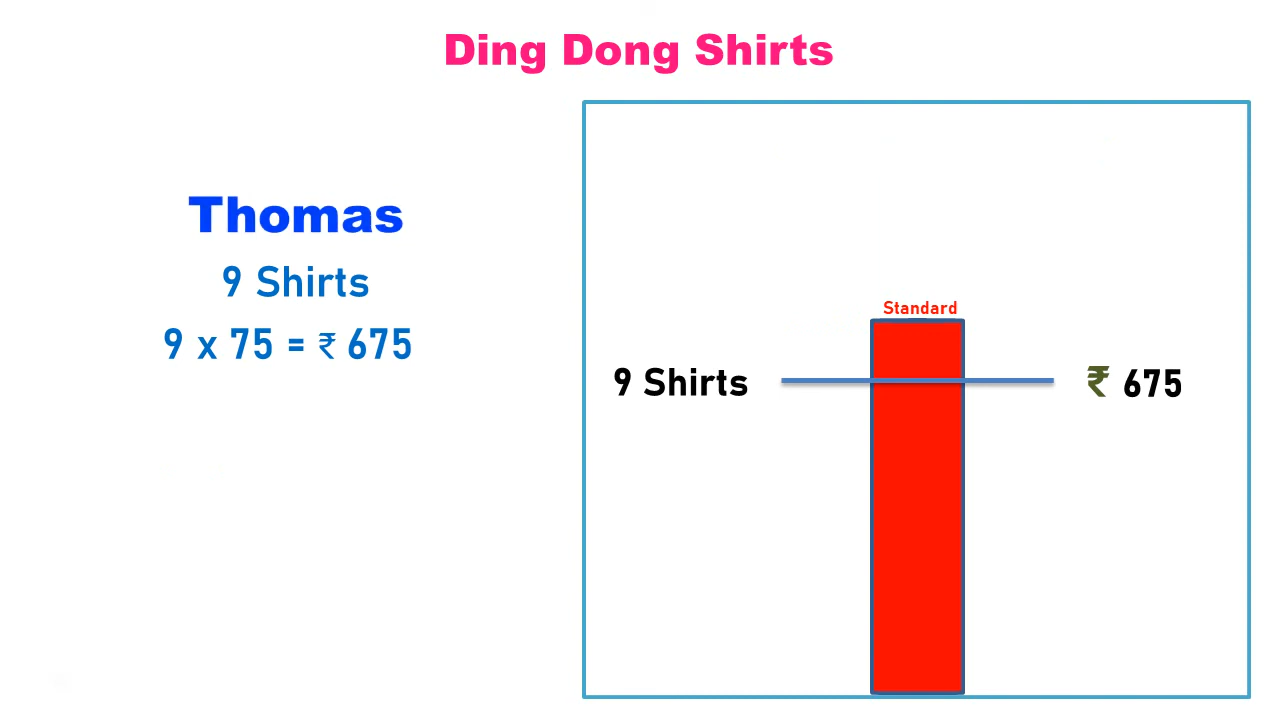 Ding Dong Shirts
Thomas
9 Shirts
9 x 75 = ₹ 675
Standard
9 Shirts
₹ 675